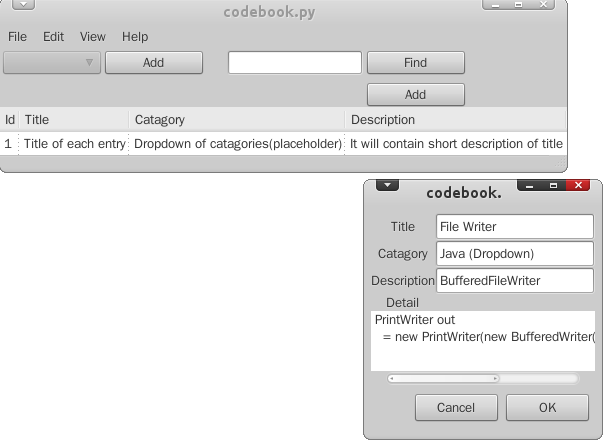 codebook.py
File Edit View Help
Add Find
Add
Id Title Catagory Description
1 Title of each entry Dropdown of catagories(placeholder) It will contain short description of title
codebook.
Title File Writer
Catagory Java (Dropdown)
Description BufferedFileWriter
Detail
PrintWriter out
= new PrintWriter(new BufferedWriter(
Cancel OK